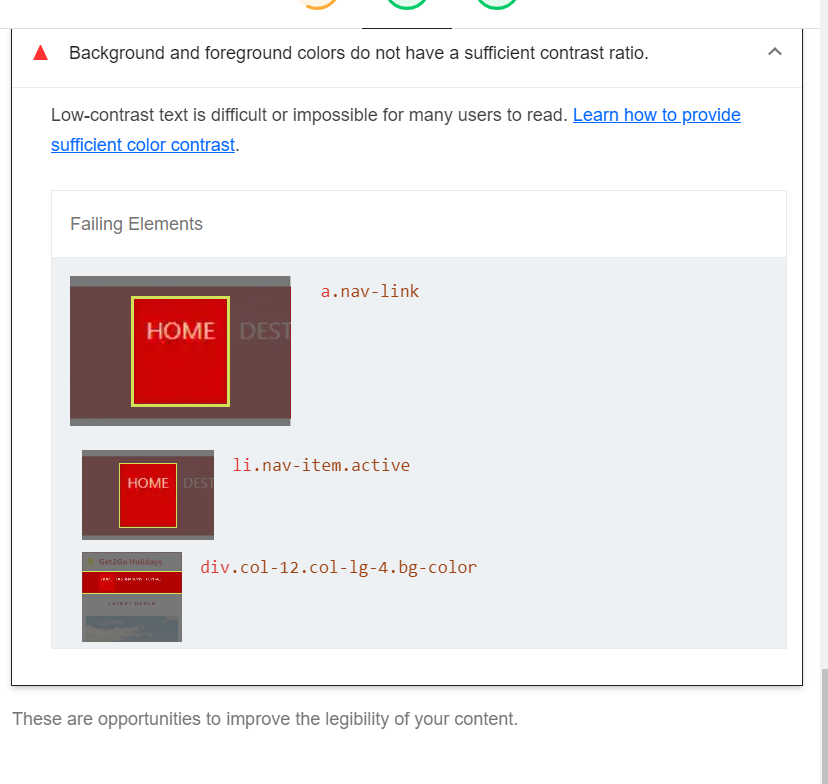 Background and foreground colors do not have a sufficient contrast ratio.
Low-contrast text is difficult or impossible for many users to read. Learn how to provide
sufficient color contrast.
Failing Elements
HOME DEST
a.nav-link
HOME DEST
li.nav-item.active
Get2Go Holidays
div.col-12.col-lg-4.bg-color
HOME
LATEST DEALS
These are opportunities to improve the legibility of your content.